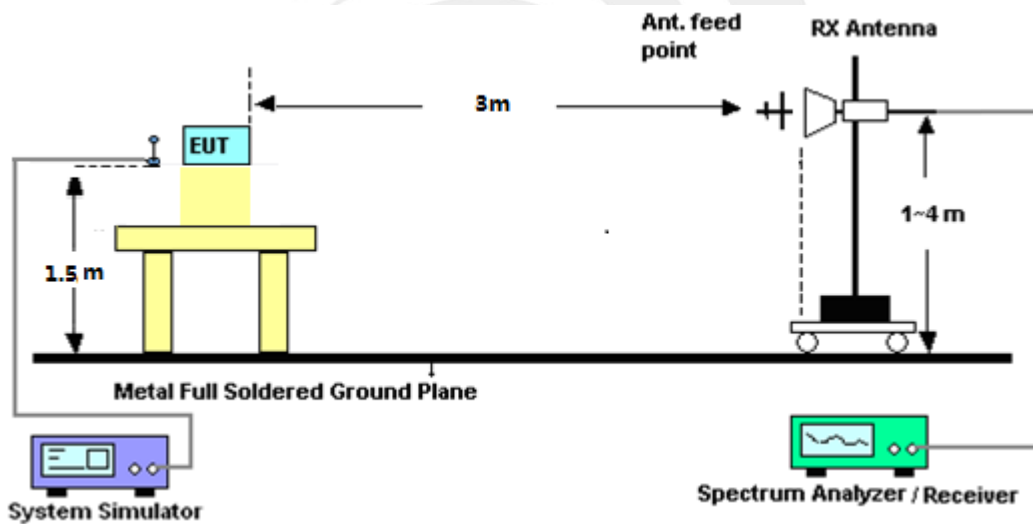 Ant. feed
point
RX Antenna
3m
EUT
1~4 m
1.5 m
Metal Full Soldered Ground Plane
System Simulator
Spectrum Analyzer / Receiver